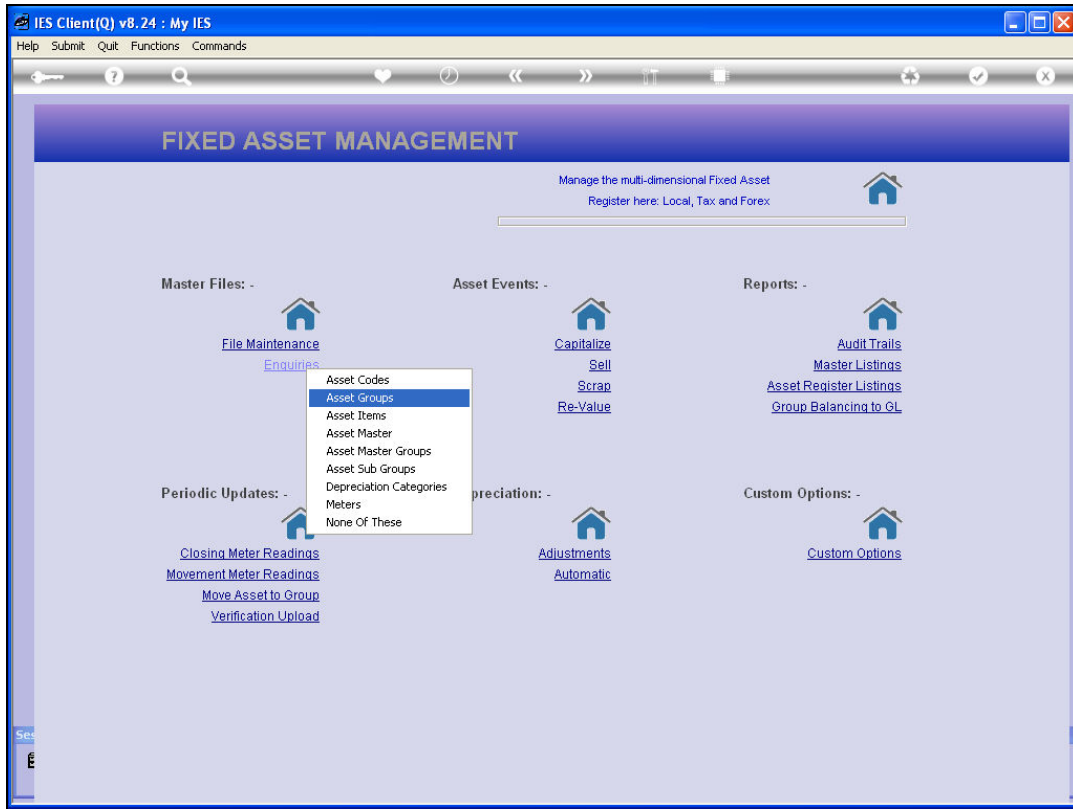 IES Client(Q) v8.24 : My IES
Help Submit Quit Functions Commands
FIXED ASSET MANAGEMENT
Manage the multi-dimensional Fixed Asset
Register here: Local, Tax and Forex
Master Files: -
File Maintenance
Enquiries
Asset Codes
Asset Groups
Asset Items
Asset Master
Asset Master Groups
Asset Sub Groups
Depreciation Categories
Meters
None Of These
Asset Events: -
Capitalize
Sell
Scrap
Re-Value
Reports: -
Audit Trails
Master Listings
Asset Register Listings
Group Balancing to GL
Periodic Updates: -
Closing Meter Readings
Movement Meter Readings
Move Asset to Group
Verification Upload
preciation: -
Adjustments
Automatic
Custom Options: -
Custom Options
Ses